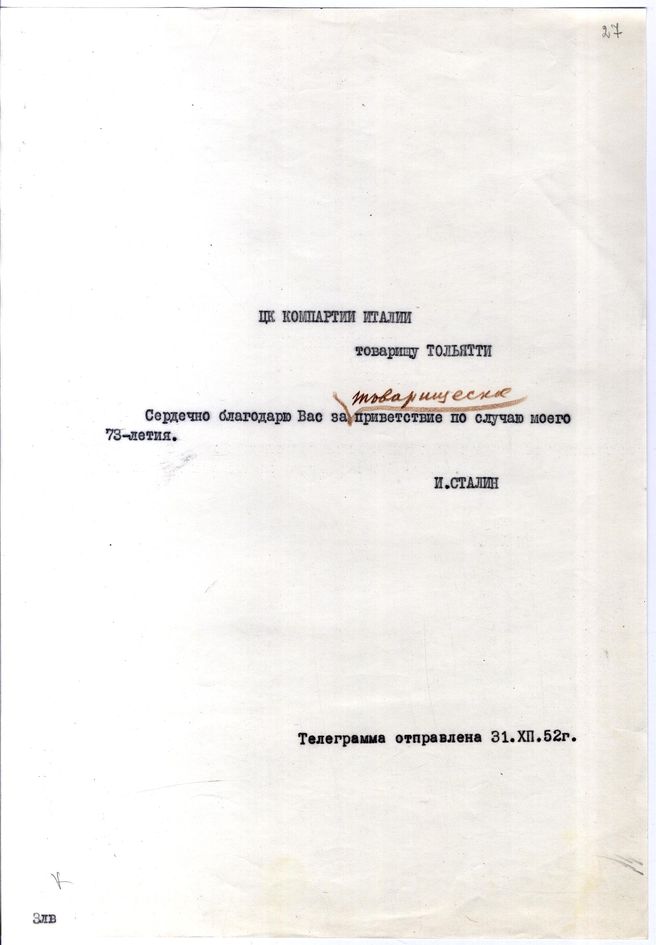 27
ЦК КОМПАРТИИ ИТАЛИИ
товарищу ТОЛЬЯТТИ
товарищеское
Сердечно благодарю Вас за приветствие по случаю моего
73-летия.
И.СТАЛИН
Телеграмма отправлена 31.XII.52г.
3лв